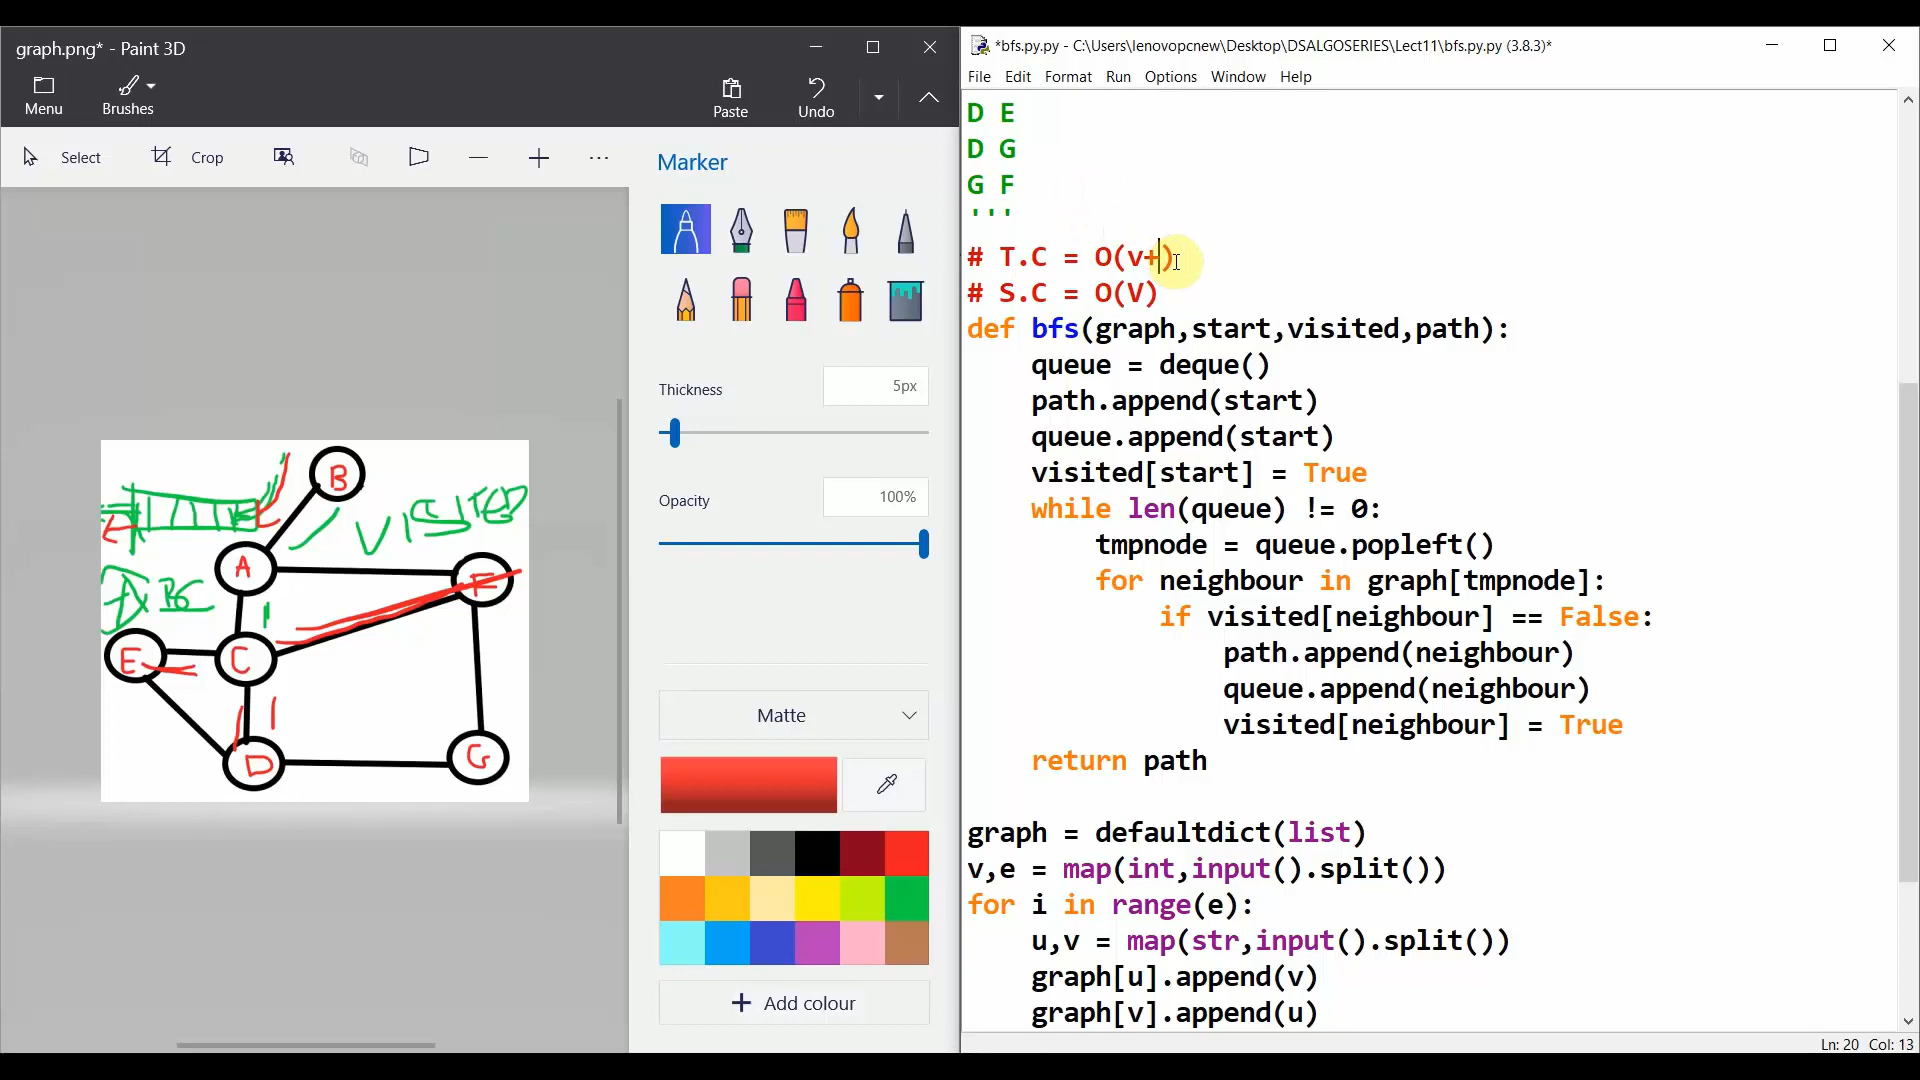 graph.png* - Paint 3D
Menu
Brushes
Paste
Undo
Select
Crop
Marker
Thickness
5px
Opacity
100%
Matte
Add colour
B
VISITED
A
F
BC
E
C
D
G
*bfs.py.py - C:\Users\lenovopcnew\Desktop\DSALGOSERIES\Lect11\bfs.py.py (3.8.3)*
File Edit Format Run Options Window Help
D E
D G
G F
'''
# T.C = O(v+)
# S.C = O(V)
def bfs(graph,start,visited,path):
    queue = deque()
    path.append(start)
    queue.append(start)
    visited[start] = True
    while len(queue) != 0:
        tmpnode = queue.popleft()
        for neighbour in graph[tmpnode]:
            if visited[neighbour] == False:
                path.append(neighbour)
                queue.append(neighbour)
                visited[neighbour] = True
    return path
graph = defaultdict(list)
v,e = map(int,input().split())
for i in range(e):
    u,v = map(str,input().split())
    graph[u].append(v)
    graph[v].append(u)
Ln: 20 Col: 13